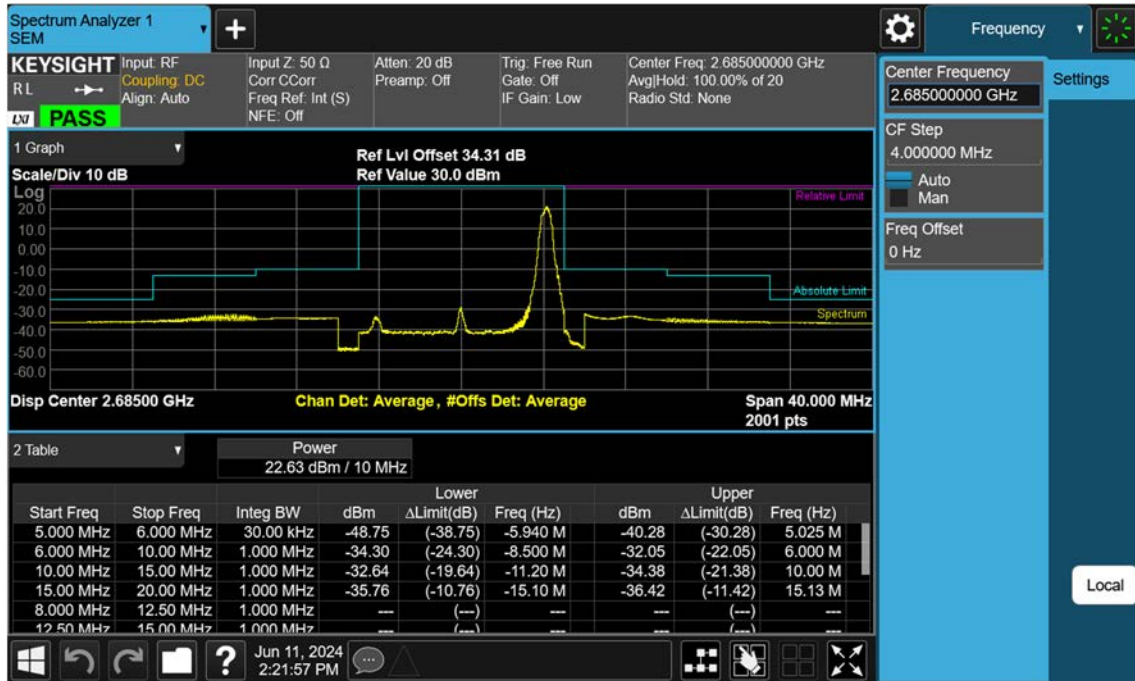 Spectrum Analyzer 1
SEM
Frequency
KEYSIGHT
RL
LXI PASS
Input: RF
Coupling: DC
Align: Auto
Input Z: 50 Ω
Corr CCorr
Freq Ref: Int (S)
NFE: Off
Atten: 20 dB
Preamp: Off
Trig: Free Run
Gate: Off
IF Gain: Low
Center Freq: 2.685000000 GHz
Avg|Hold: 100.00% of 20
Radio Std: None
Center Frequency
2.685000000 GHz
Settings
CF Step
4.000000 MHz
Auto
Man
Freq Offset
0 Hz
Local
1 Graph
Ref Lvl Offset 34.31 dB
Scale/Div 10 dB
Ref Value 30.0 dBm
Log
Relative Limit
20.0
10.0
0.00
-10.0
-20.0
Absolute Limit
-30.0
Spectrum
-40.0
-50.0
-60.0
Disp Center 2.68500 GHz
Chan Det: Average, #Offs Det: Average
Span 40.000 MHz
2001 pts
2 Table
Power
22.63 dBm / 10 MHz
Lower Upper
Start Freq Stop Freq Integ BW dBm ΔLimit(dB) Freq (Hz) dBm ΔLimit(dB) Freq (Hz)
5.000 MHz 6.000 MHz 30.00 kHz -48.75 (-38.75) -5.940 M -40.28 (-30.28) 5.025 M
6.000 MHz 10.00 MHz 1.000 MHz -34.30 (-24.30) -8.500 M -32.05 (-22.05) 6.000 M
10.00 MHz 15.00 MHz 1.000 MHz -32.64 (-19.64) -11.20 M -34.38 (-21.38) 10.00 M
15.00 MHz 20.00 MHz 1.000 MHz -35.76 (-10.76) -15.10 M -36.42 (-11.42) 15.13 M
8.000 MHz 12.50 MHz 1.000 MHz --- (---) --- --- (---) ---
12.50 MHz 15.00 MHz 1.000 MHz --- (---) --- --- (---) ---
?
Jun 11, 2024
2:21:57 PM